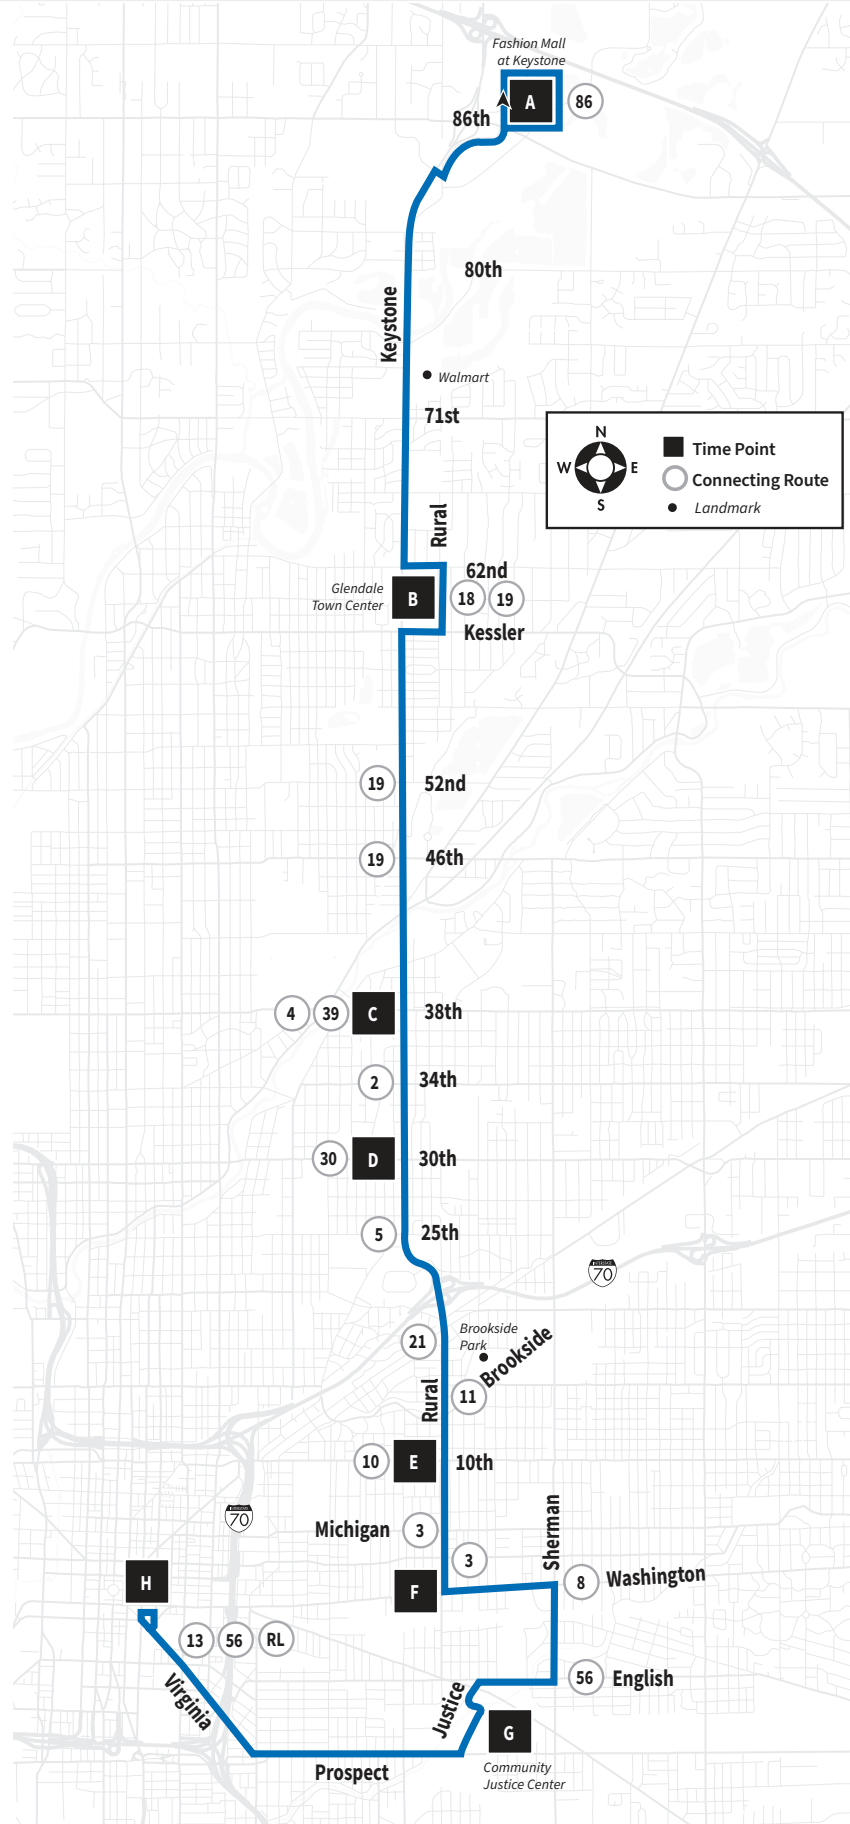 Fashion Mall
at Keystone
A
86
86th
80th
Keystone
Walmart
71st
N
W
E
S
Time Point
Connecting Route
Landmark
Rural
62nd
Glendale
Town Center
B
18
19
Kessler
19
52nd
19
46th
4
39
C
38th
2
34th
30
D
30th
5
25th
INTERSTATE
70
21
Brookside
Park
Brookside
Rural
11
10
E
10th
INTERSTATE
70
Michigan
3
Sherman
3
H
F
8
Washington
13
56
RL
56
English
Virginia
Justice
G
Prospect
Community
Justice Center